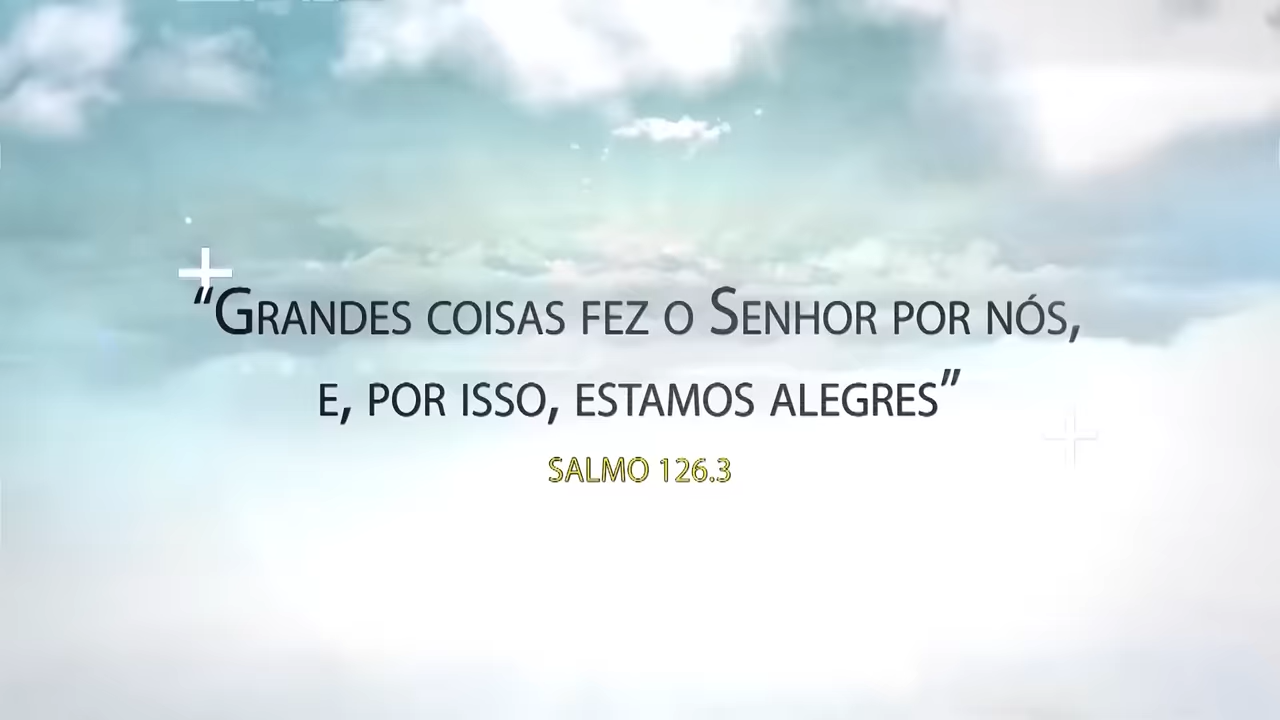 “Grandes coisas fez o Senhor por nós,
e, por isso, estamos alegres”
SALMO 126.3